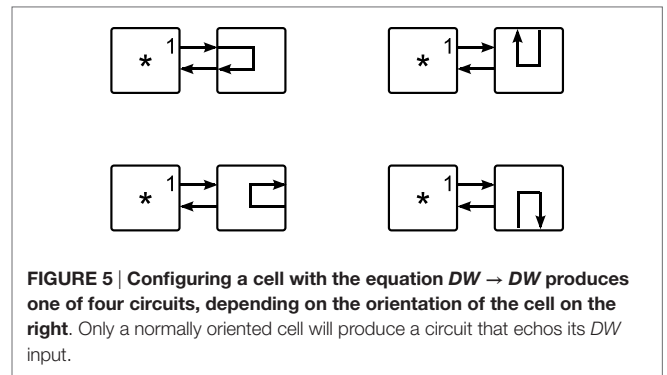 1
*
1
*
1
*
1
*
FIGURE 5 | Configuring a cell with the equation DW → DW produces
one of four circuits, depending on the orientation of the cell on the
right. Only a normally oriented cell will produce a circuit that echos its DW
input.